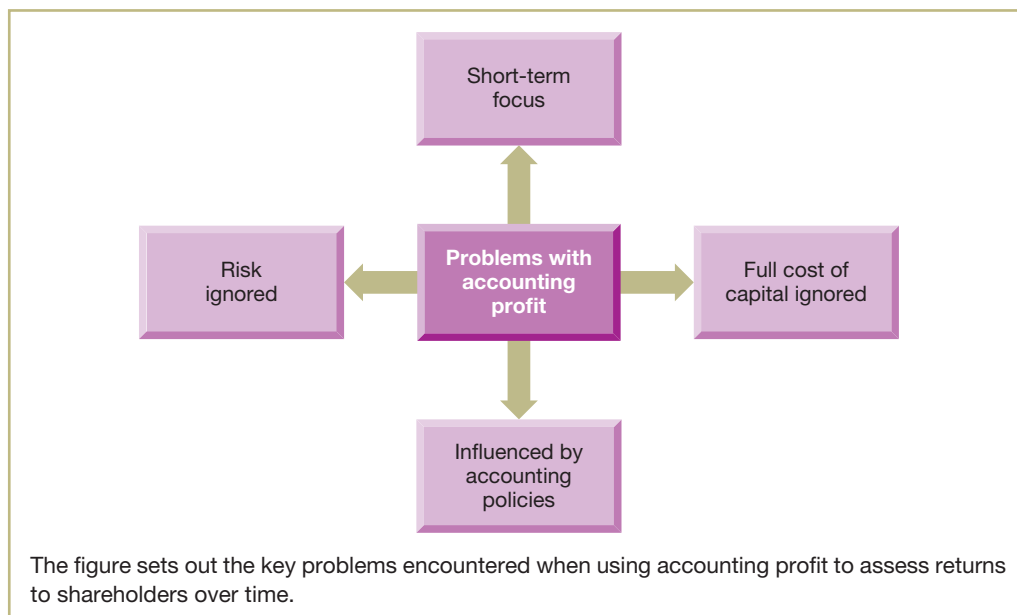 Short-term
focus
Risk
ignored
Problems with
accounting
profit
Full cost of
capital ignored
Influenced by
accounting
policies
The figure sets out the key problems encountered when using accounting profit to assess returns
to shareholders over time.